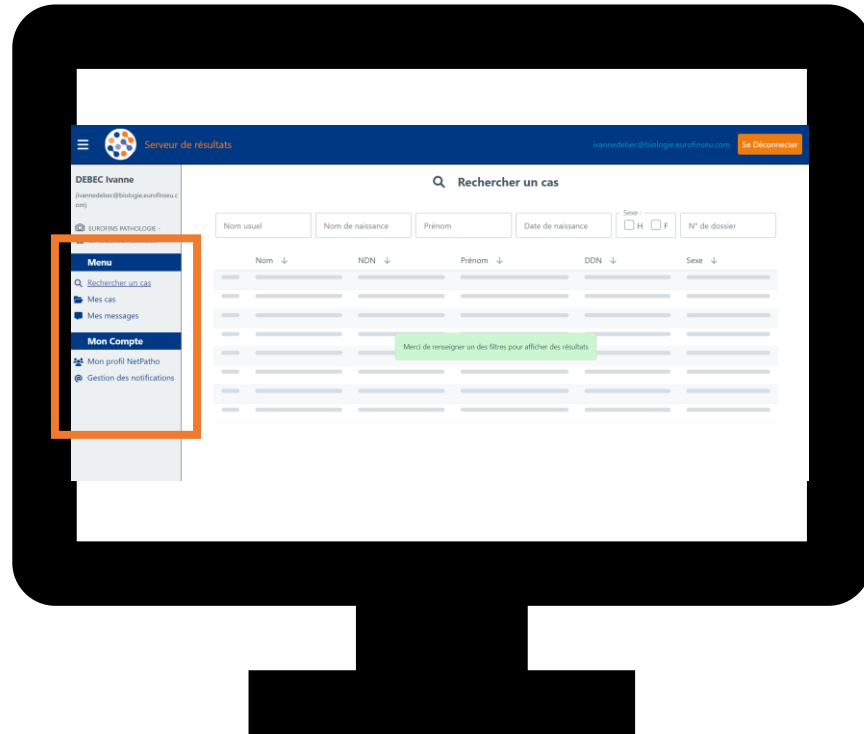 Serveur de résultats
ivannedebec@biologie.eurofinseu.com
Se Déconnecter
DEBEC Ivanne
(ivannedebec@biologie.eurofinseu.c
om)
EUROFINS PATHOLOGIE -
Menu
Rechercher un cas
Mes cas
Mes messages
Mon Compte
Mon profil NetPatho
Gestion des notifications
Rechercher un cas
Nom usuel
Nom de naissance
Prénom
Date de naissance
Sexe :
H
F
N° de dossier
Nom
NDN
Prénom
DDN
Sexe
Merci de renseigner un des filtres pour afficher des résultats